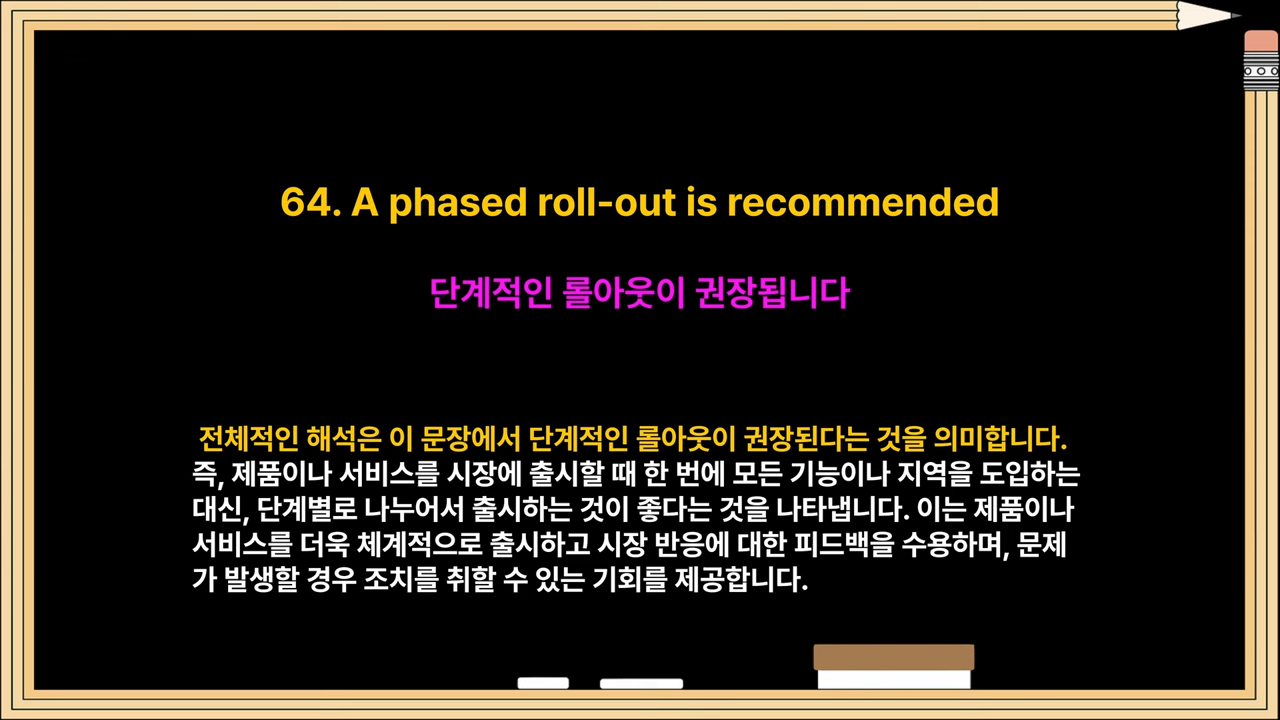 64. A phased roll-out is recommended
단계적인 롤아웃이 권장됩니다
전체적인 해석은 이 문장에서 단계적인 롤아웃이 권장된다는 것을 의미합니다.
즉, 제품이나 서비스를 시장에 출시할 때 한 번에 모든 기능이나 지역을 도입하는
대신, 단계별로 나누어서 출시하는 것이 좋다는 것을 나타냅니다. 이는 제품이나
서비스를 더욱 체계적으로 출시하고 시장 반응에 대한 피드백을 수용하며, 문제
가 발생할 경우 조치를 취할 수 있는 기회를 제공합니다.